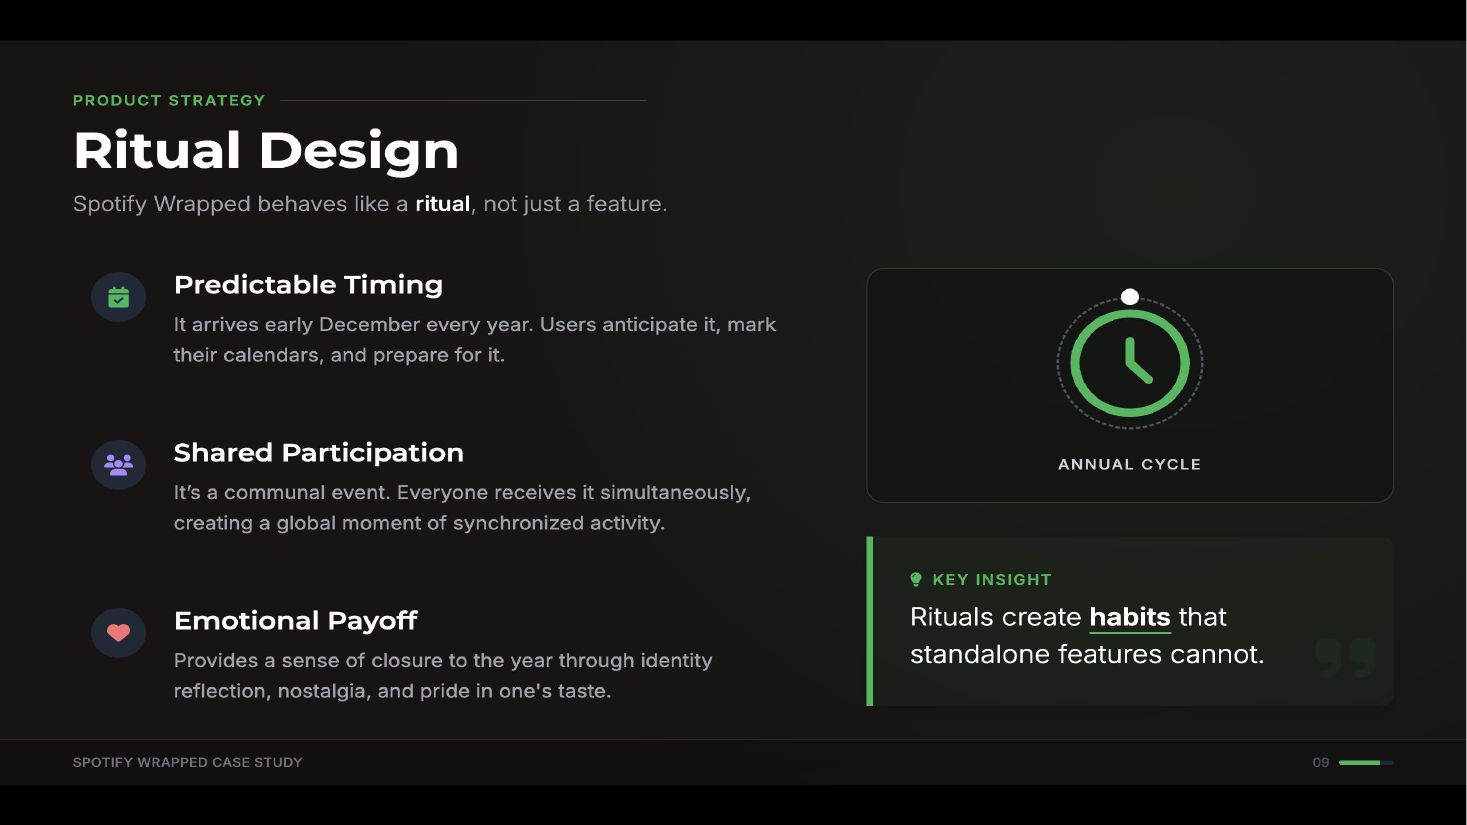 PRODUCT STRATEGY
Ritual Design
Spotify Wrapped behaves like a ritual, not just a feature.
Predictable Timing
It arrives early December every year. Users anticipate it, mark
their calendars, and prepare for it.
Shared Participation
It’s a communal event. Everyone receives it simultaneously,
creating a global moment of synchronized activity.
Emotional Payoff
Provides a sense of closure to the year through identity
reflection, nostalgia, and pride in one's taste.
ANNUAL CYCLE
KEY INSIGHT
Rituals create habits that
standalone features cannot.
SPOTIFY WRAPPED CASE STUDY
09